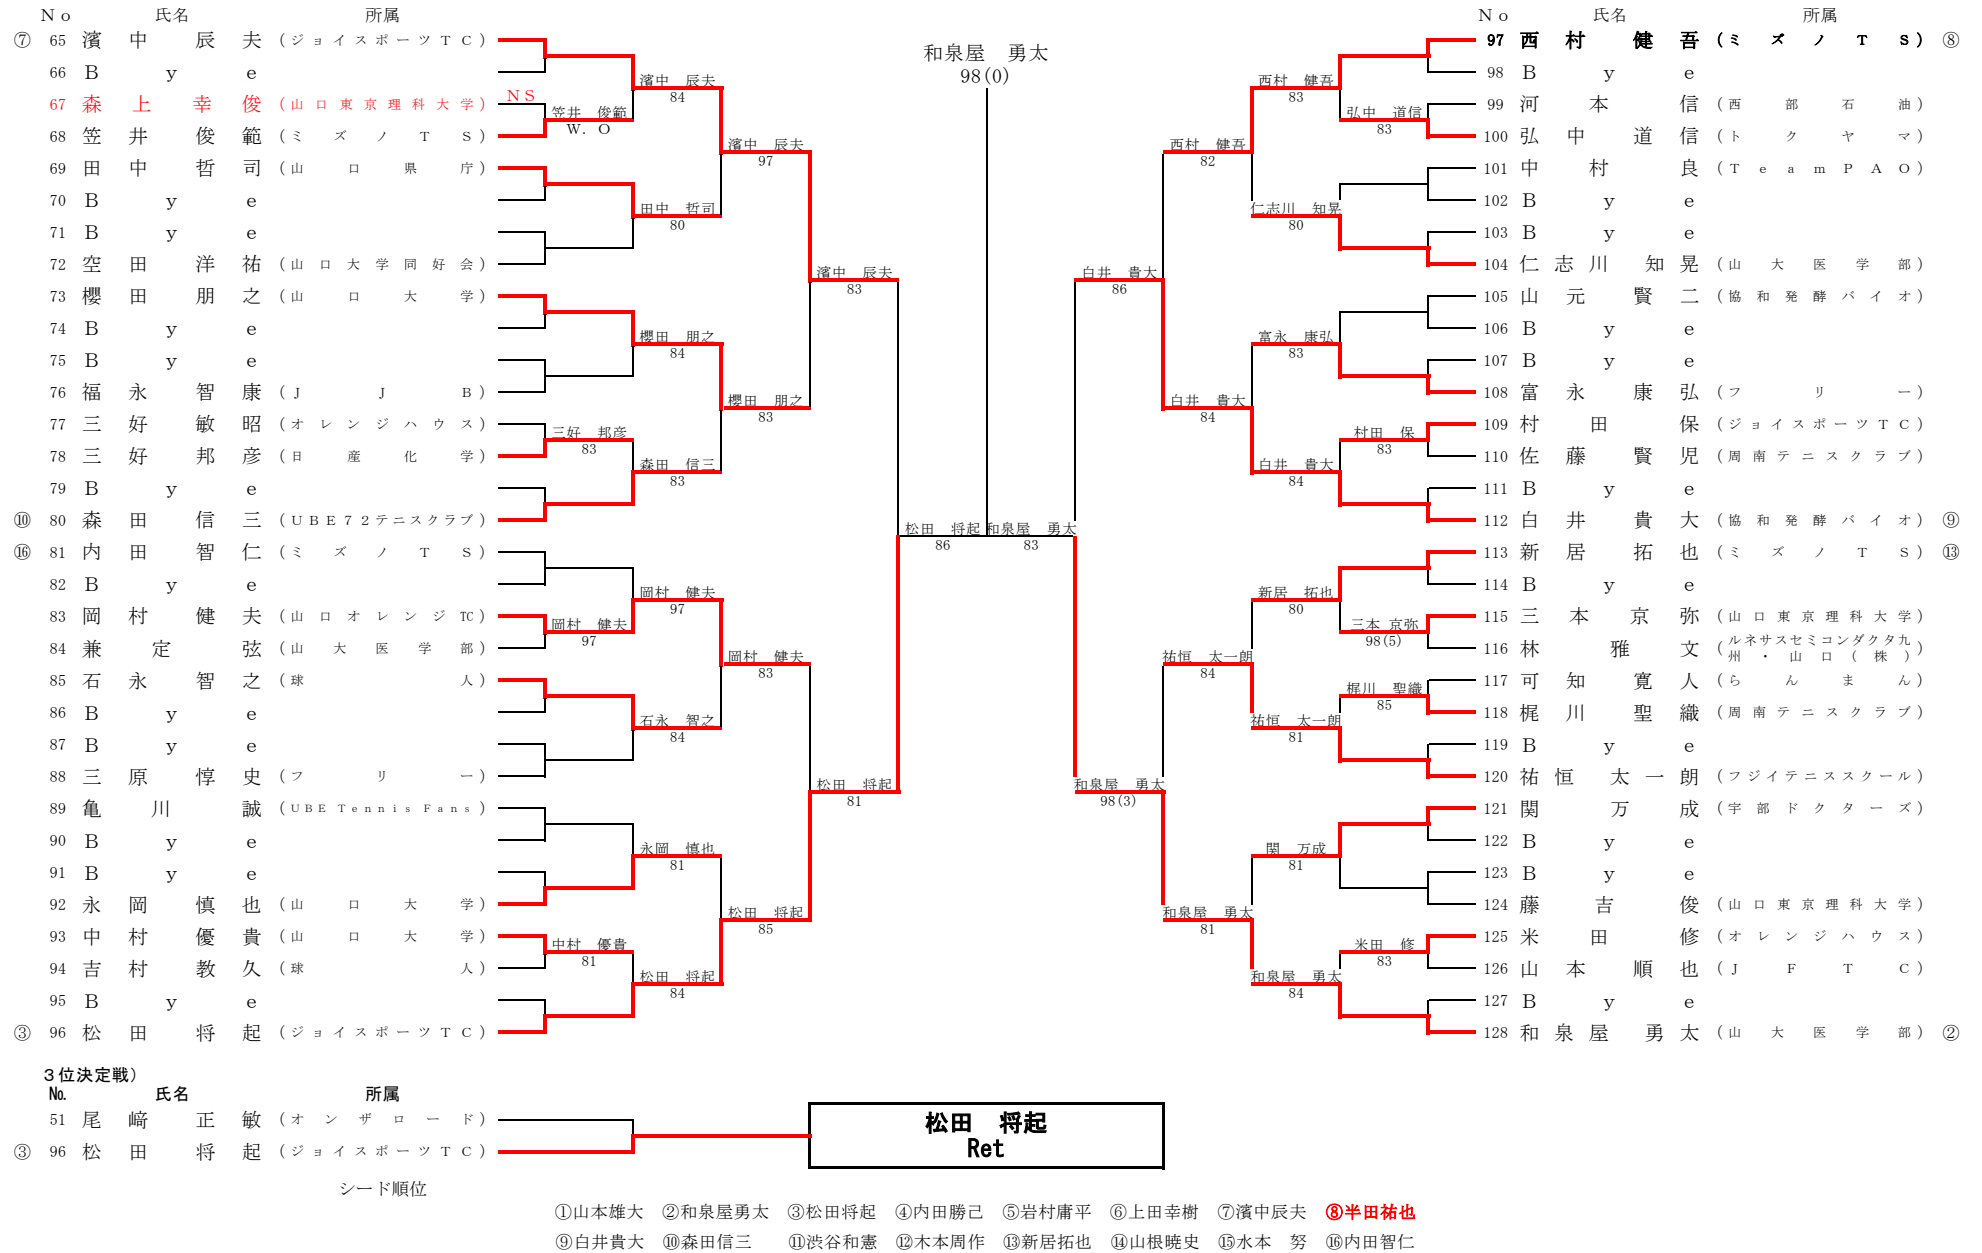 No 氏名 所属
⑦ 65 濱中 辰夫 (ジョイスポーツTC)
66 Bye
67 森上 幸俊 (山口東京理科大学) NS
68 笠井 俊範 (ミズノTS)
69 田中 哲司 (山口県庁)
70 Bye
71 Bye
72 空田 洋祐 (山口大学同好会)
73 櫻田 朋之 (山口大学)
74 Bye
75 Bye
76 福永 智康 (JJB)
77 三好 敏昭 (オレンジハウス)
78 三好 邦彦 (日産化学)
79 Bye
⑩ 80 森田 信三 (UBE72テニスクラブ)
⑯ 81 内田 智仁 (ミズノTS)
82 Bye
83 岡村 健夫 (山口オレンジTC)
84 兼定 弦 (山大医学部)
85 石永 智之 (球人)
86 Bye
87 Bye
88 三原 惇史 (フリー)
89 亀川 誠 (UBE Tennis Fans)
90 Bye
91 Bye
92 永岡 慎也 (山口大学)
93 中村 優貴 (山口大学)
94 吉村 教久 (球人)
95 Bye
③ 96 松田 将起 (ジョイスポーツTC)
笠井 俊範
W.O
三好 邦彦
83
岡村 健夫
97
中村 優貴
81
濱中 辰夫
84
田中 哲司
80
櫻田 朋之
84
森田 信三
83
岡村 健夫
97
石永 智之
84
永岡 慎也
81
松田 将起
84
濱中 辰夫
97
櫻田 朋之
83
岡村 健夫
83
松田 将起
85
濱中 辰夫
83
松田 将起
81
松田 将起
86
和泉屋 勇太
98(0)
和泉屋 勇太
83
白井 貴大
86
和泉屋 勇太
98(3)
西村 健吾
82
白井 貴大
84
祐恒 太一朗
84
和泉屋 勇太
81
西村 健吾
83
仁志川 知晃
80
富永 康弘
83
白井 貴大
84
新居 拓也
80
祐恒 太一朗
81
関 万成
81
和泉屋 勇太
84
弘中 道信
83
村田 保
83
三本 京弥
98(5)
梶川 聖織
85
米田 修
83
No 氏名 所属
97 西村 健吾 (ミズノTS) ⑧
98 Bye
99 河本 信 (西部石油)
100 弘中 道信 (トクヤマ)
101 中村 良 (TeamPAO)
102 Bye
103 Bye
104 仁志川 知晃 (山大医学部)
105 山元 賢二 (協和発酵バイオ)
106 Bye
107 Bye
108 富永 康弘 (フリー)
109 村田 保 (ジョイスポーツTC)
110 佐藤 賢児 (周南テニスクラブ)
111 Bye
112 白井 貴大 (協和発酵バイオ) ⑨
113 新居 拓也 (ミズノTS) ⑬
114 Bye
115 三本 京弥 (山口東京理科大学)
116 林 雅文 (ルネサスセミコンダクタ九
州・山口(株))
117 可知 寛人 (らんまん)
118 梶川 聖織 (周南テニスクラブ)
119 Bye
120 祐恒 太一朗 (フジイテニススクール)
121 関 万成 (宇部ドクターズ)
122 Bye
123 Bye
124 藤吉 俊 (山口東京理科大学)
125 米田 修 (オレンジハウス)
126 山本 順也 (JFTC)
127 Bye
128 和泉屋 勇太 (山大医学部) ②
3位決定戦)
No. 氏名 所属
51 尾﨑 正敏 (オンザロード)
③ 96 松田 将起 (ジョイスポーツTC)
松田 将起
Ret
シード順位
①山本雄大 ②和泉屋勇太 ③松田将起 ④内田勝己 ⑤岩村庸平 ⑥上田幸樹 ⑦濱中辰夫 ⑧半田祐也
⑨白井貴大 ⑩森田信三 ⑪渋谷和憲 ⑫木本周作 ⑬新居拓也 ⑭山根暁史 ⑮水本 努 ⑯内田智仁